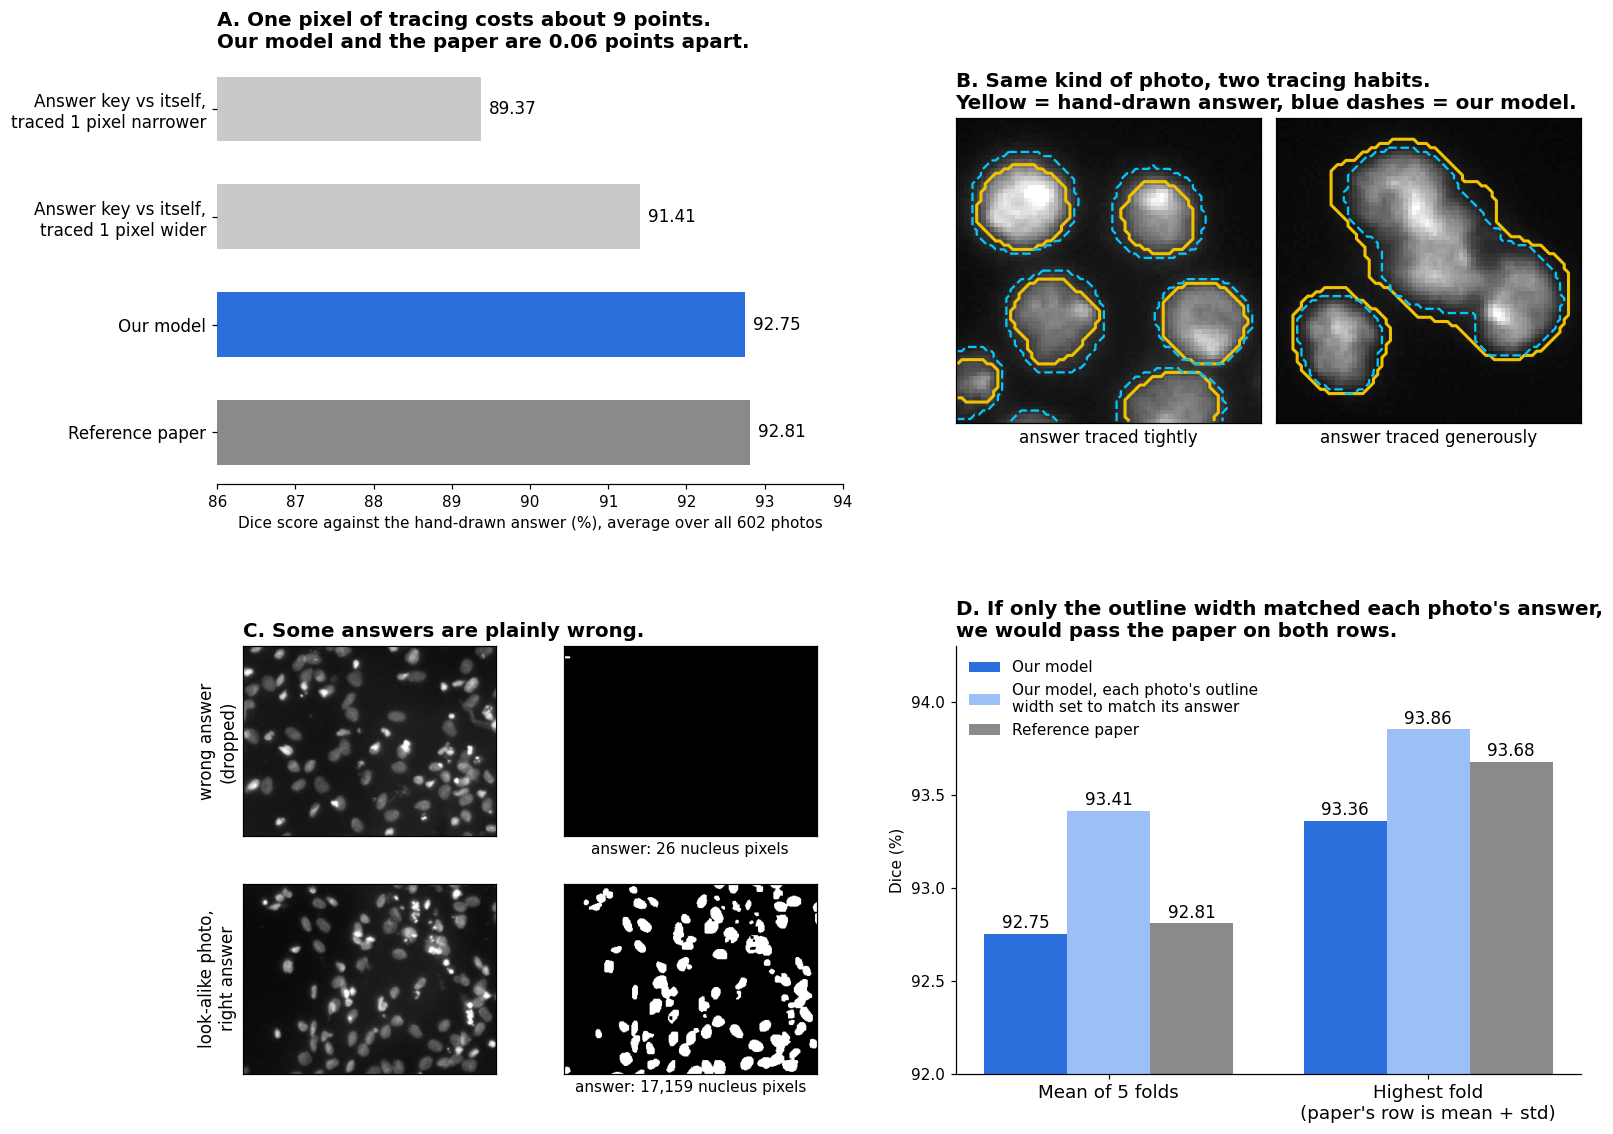 A. One pixel of tracing costs about 9 points.
Our model and the paper are 0.06 points apart.
Answer key vs itself,
traced 1 pixel narrower
89.37
Answer key vs itself,
traced 1 pixel wider
91.41
Our model
92.75
Reference paper
92.81
86 87 88 89 90 91 92 93 94
Dice score against the hand-drawn answer (%), average over all 602 photos
B. Same kind of photo, two tracing habits.
Yellow = hand-drawn answer, blue dashes = our model.
answer traced tightly
answer traced generously
C. Some answers are plainly wrong.
wrong answer
(dropped)
answer: 26 nucleus pixels
look-alike photo,
right answer
answer: 17,159 nucleus pixels
D. If only the outline width matched each photo's answer,
we would pass the paper on both rows.
Our model
Our model, each photo's outline
width set to match its answer
Reference paper
Dice (%)
94.0
93.5
93.0
92.5
92.0
92.75
93.41
92.81
93.36
93.86
93.68
Mean of 5 folds
Highest fold
(paper's row is mean + std)